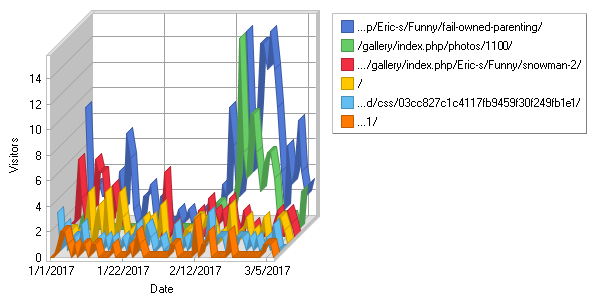 ...p/Eric-s/Funny/fail-owned-parenting/
/gallery/index.php/photos/1100/
.../gallery/index.php/Eric-s/Funny/snowman-2/
/
...d/css/03cc827c1c4117fb9459f30f249fb1e1/
...1/
Visitors
14
12
10
8
6
4
2
0
1/1/2017 1/22/2017 2/12/2017 3/5/2017
Date